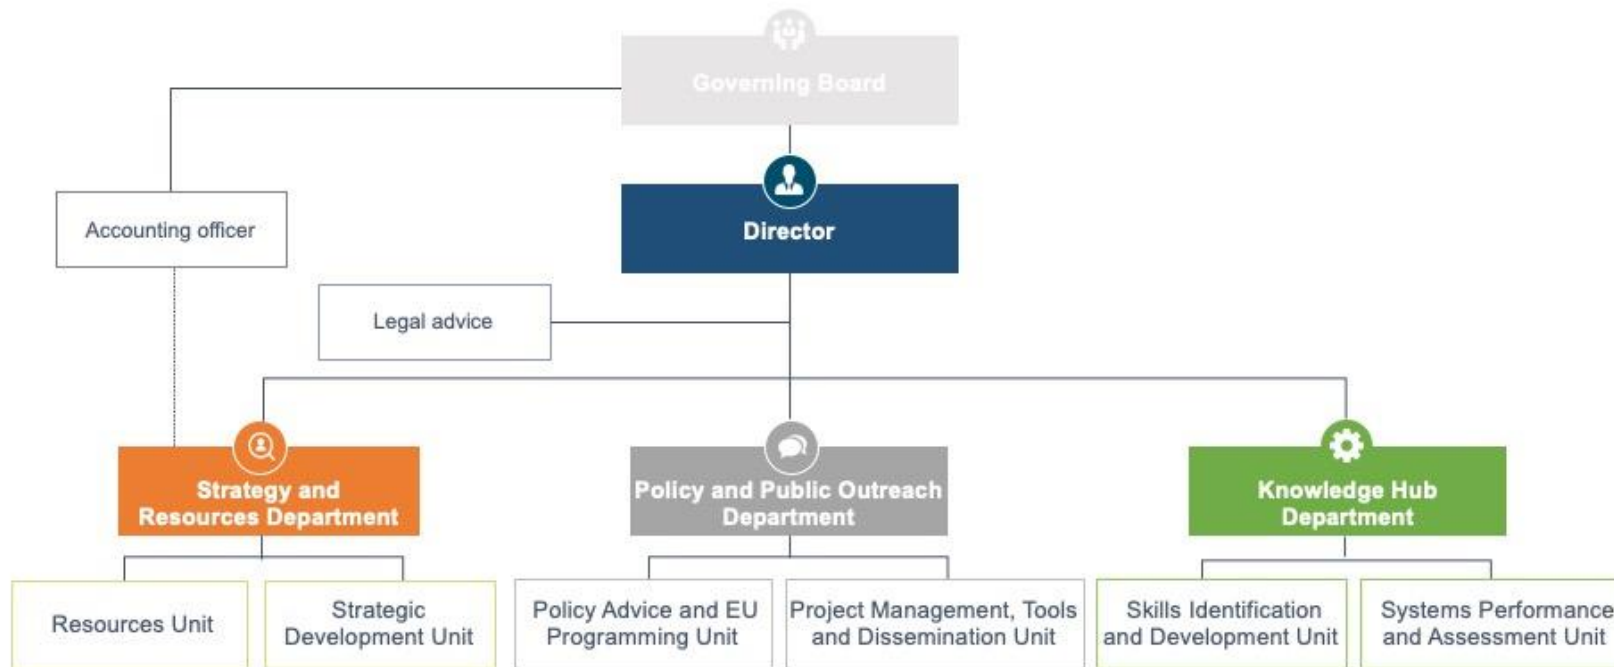 Governing Board
Accounting officer
Director
Legal advice
Strategy and
Resources Department
Policy and Public Outreach
Department
Knowledge Hub
Department
Resources Unit
Strategic
Development Unit
Policy Advice and EU
Programming Unit
Project Management, Tools
and Dissemination Unit
Skills Identification
and Development Unit
Systems Performance
and Assessment Unit